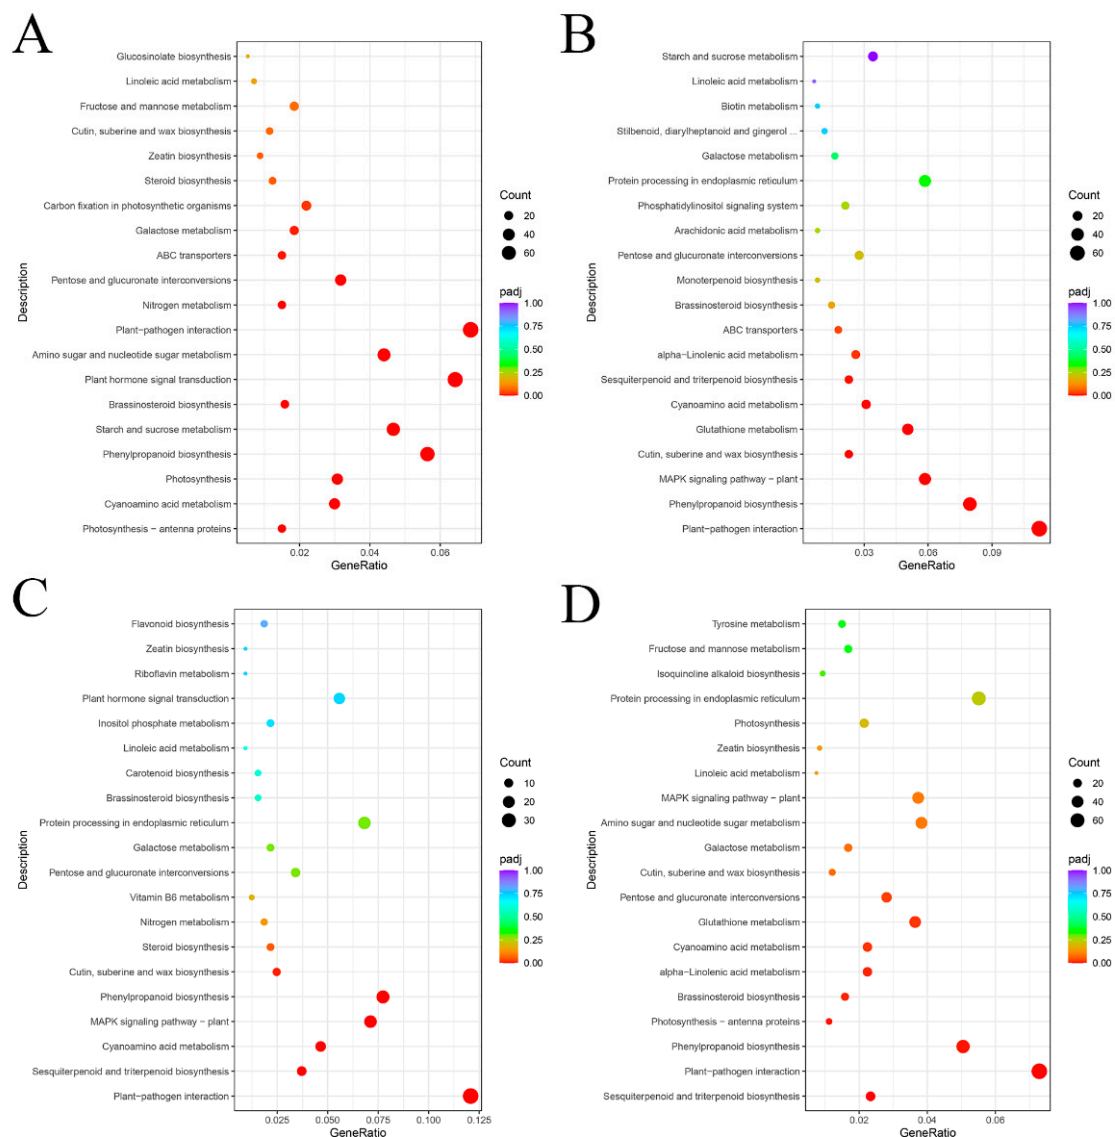 A
Glucosinolate biosynthesis
Linoleic acid metabolism
Fructose and mannose metabolism
Cutin, suberine and wax biosynthesis
Zeatin biosynthesis
Steroid biosynthesis
Carbon fixation in photosynthetic organisms
Galactose metabolism
ABC transporters
Pentose and glucuronate interconversions
Nitrogen metabolism
Plant−pathogen interaction
Amino sugar and nucleotide sugar metabolism
Plant hormone signal transduction
Brassinosteroid biosynthesis
Starch and sucrose metabolism
Phenylpropanoid biosynthesis
Photosynthesis
Cyanoamino acid metabolism
Photosynthesis − antenna proteins
Description
0.02 0.04 0.06
GeneRatio
Count
20
40
60
padj
1.00
0.75
0.50
0.25
0.00
B
Starch and sucrose metabolism
Linoleic acid metabolism
Biotin metabolism
Stilbenoid, diarylheptanoid and gingerol ...
Galactose metabolism
Protein processing in endoplasmic reticulum
Phosphatidylinositol signaling system
Arachidonic acid metabolism
Pentose and glucuronate interconversions
Monoterpenoid biosynthesis
Brassinosteroid biosynthesis
ABC transporters
alpha−Linolenic acid metabolism
Sesquiterpenoid and triterpenoid biosynthesis
Cyanoamino acid metabolism
Glutathione metabolism
Cutin, suberine and wax biosynthesis
MAPK signaling pathway − plant
Phenylpropanoid biosynthesis
Plant−pathogen interaction
Description
0.03 0.06 0.09
GeneRatio
Count
20
40
60
padj
1.00
0.75
0.50
0.25
0.00
C
Flavonoid biosynthesis
Zeatin biosynthesis
Riboflavin metabolism
Plant hormone signal transduction
Inositol phosphate metabolism
Linoleic acid metabolism
Carotenoid biosynthesis
Brassinosteroid biosynthesis
Protein processing in endoplasmic reticulum
Galactose metabolism
Pentose and glucuronate interconversions
Vitamin B6 metabolism
Nitrogen metabolism
Steroid biosynthesis
Cutin, suberine and wax biosynthesis
Phenylpropanoid biosynthesis
MAPK signaling pathway − plant
Cyanoamino acid metabolism
Sesquiterpenoid and triterpenoid biosynthesis
Plant−pathogen interaction
Description
0.025 0.050 0.075 0.100 0.125
GeneRatio
Count
10
20
30
padj
1.00
0.75
0.50
0.25
0.00
D
Tyrosine metabolism
Fructose and mannose metabolism
Isoquinoline alkaloid biosynthesis
Protein processing in endoplasmic reticulum
Photosynthesis
Zeatin biosynthesis
Linoleic acid metabolism
MAPK signaling pathway − plant
Amino sugar and nucleotide sugar metabolism
Galactose metabolism
Cutin, suberine and wax biosynthesis
Pentose and glucuronate interconversions
Glutathione metabolism
Cyanoamino acid metabolism
alpha−Linolenic acid metabolism
Brassinosteroid biosynthesis
Photosynthesis − antenna proteins
Phenylpropanoid biosynthesis
Plant−pathogen interaction
Sesquiterpenoid and triterpenoid biosynthesis
Description
0.02 0.04 0.06
GeneRatio
Count
20
40
60
padj
1.00
0.75
0.50
0.25
0.00